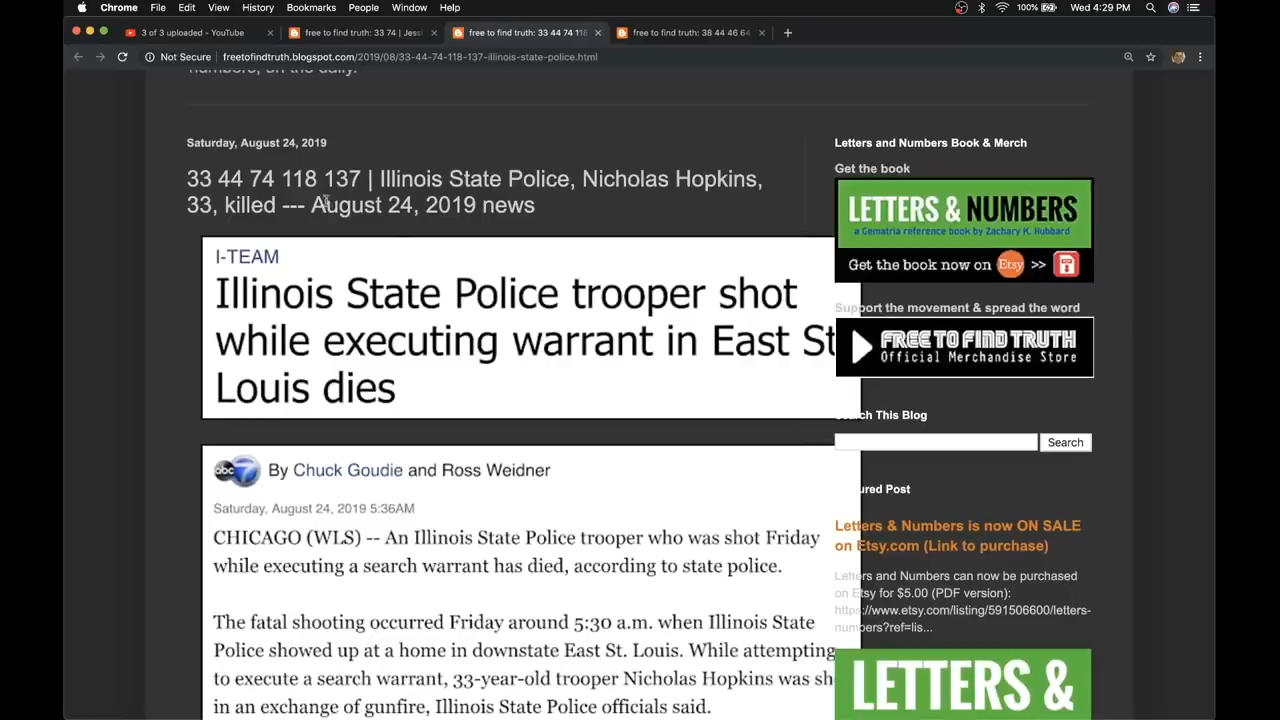 Chrome File Edit View History Bookmarks People Window Help 100% Wed 4:29 PM
3 of 3 uploaded - YouTube × free to find truth: 33 74 | Jessi × free to find truth: 33 44 74 118 × free to find truth: 38 44 46 64 × +
Not Secure freetofindtruth.blogspot.com/2019/08/33-44-74-118-137-illinois-state-police.html
numbers, on the daily.
Saturday, August 24, 2019
33 44 74 118 137 | Illinois State Police, Nicholas Hopkins,
33, killed --- August 24, 2019 news
I-TEAM
Illinois State Police trooper shot
while executing warrant in East St
Louis dies
abc 7 By Chuck Goudie and Ross Weidner
Saturday, August 24, 2019 5:36AM
CHICAGO (WLS) -- An Illinois State Police trooper who was shot Friday
while executing a search warrant has died, according to state police.
The fatal shooting occurred Friday around 5:30 a.m. when Illinois State
Police showed up at a home in downstate East St. Louis. While attempting
to execute a search warrant, 33-year-old trooper Nicholas Hopkins was sh
in an exchange of gunfire, Illinois State Police officials said.
Letters and Numbers Book & Merch
Get the book
LETTERS & NUMBERS
a Gematria reference book by Zachary K. Hubbard
Get the book now on Etsy >>
Support the movement & spread the word
FREE TO FIND TRUTH
Official Merchandise Store
Search This Blog
Search
ured Post
Letters & Numbers is now ON SALE
on Etsy.com (Link to purchase)
Letters and Numbers can now be purchased
on Etsy for $5.00 (PDF version):
https://www.etsy.com/listing/591506600/letters-
numbers?ref=lis...
LETTERS &